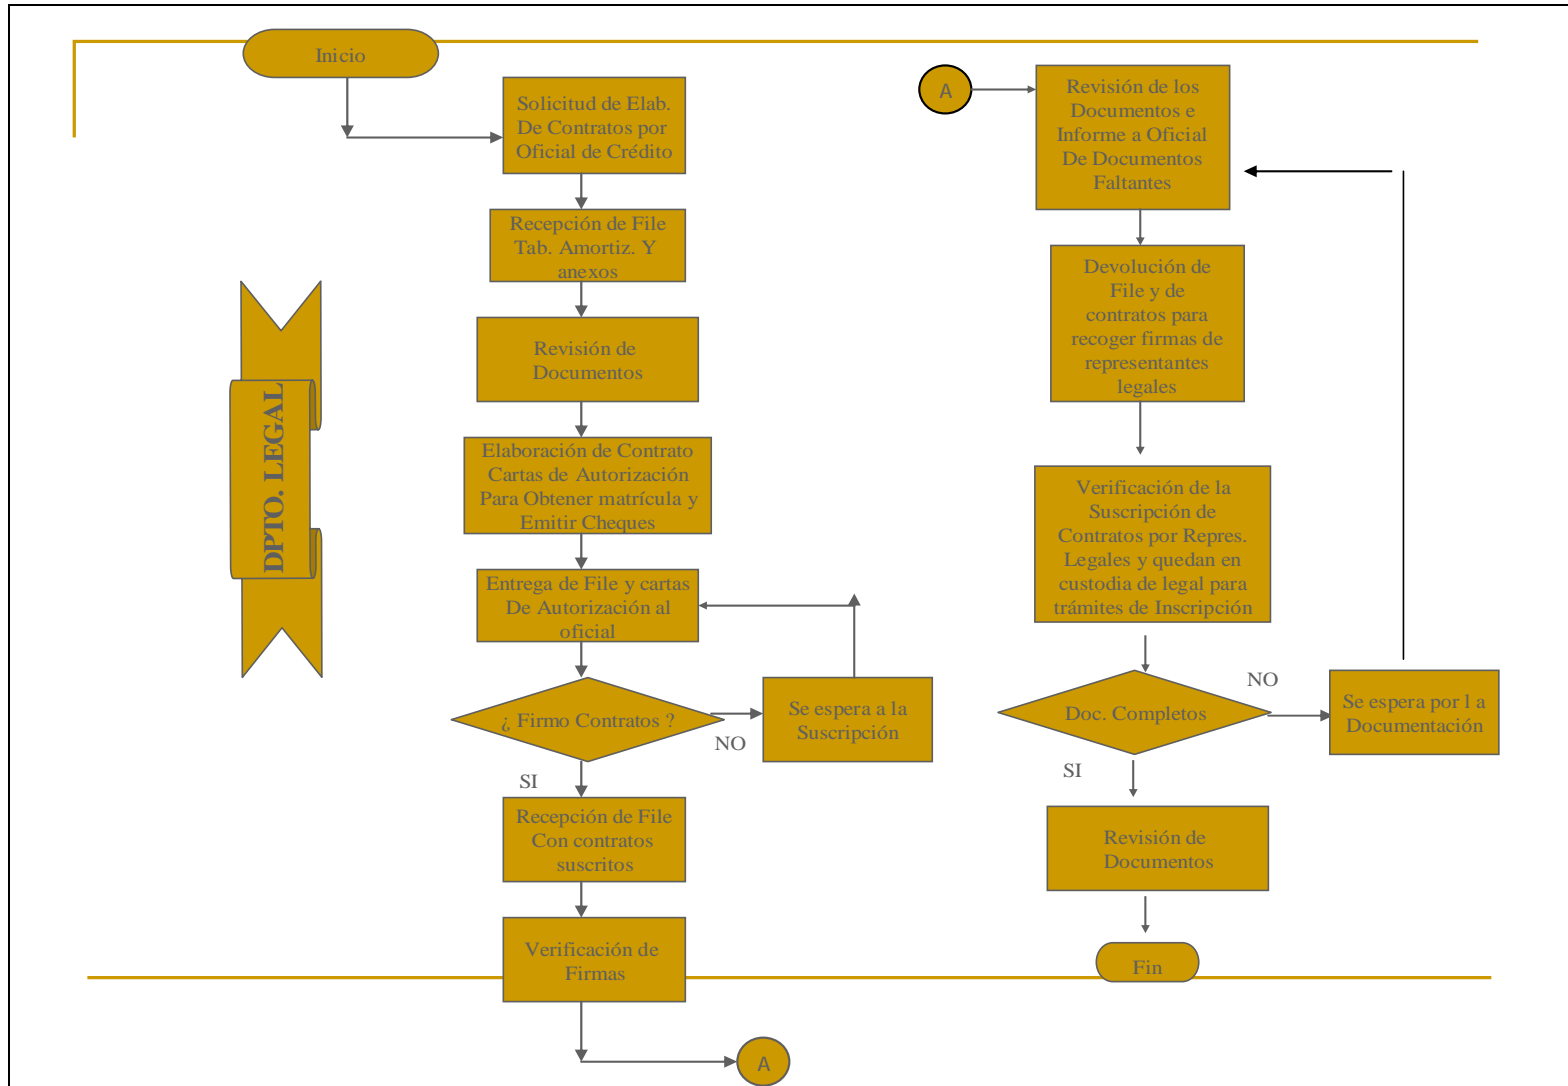 Inicio
Solicitud de Elab.
De Contratos por
Oficial de Crédito
Recepción de File
Tab. Amortiz. Y
anexos
Revisión de
Documentos
Elaboración de Contrato
Cartas de Autorización
Para Obtener matrícula y
Emitir Cheques
Entrega de File y cartas
De Autorización al
oficial
¿ Firmo Contratos ?
NO
Se espera a la
Suscripción
SI
Recepción de File
Con contratos
suscritos
Verificación de
Firmas
A
DPTO. LEGAL
A
Revisión de los
Documentos e
Informe a Oficial
De Documentos
Faltantes
Devolución de
File y de
contratos para
recoger firmas de
representantes
legales
Verificación de la
Suscripción de
Contratos por Repres.
Legales y quedan en
custodia de legal para
trámites de Inscripción
Doc. Completos
NO
Se espera por l a
Documentación
SI
Revisión de
Documentos
Fin